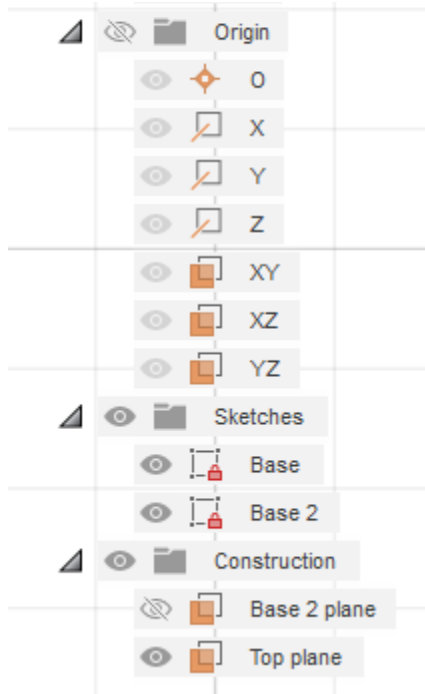 Origin
O
X
Y
Z
XY
XZ
YZ
Sketches
Base
Base 2
Construction
Base 2 plane
Top plane